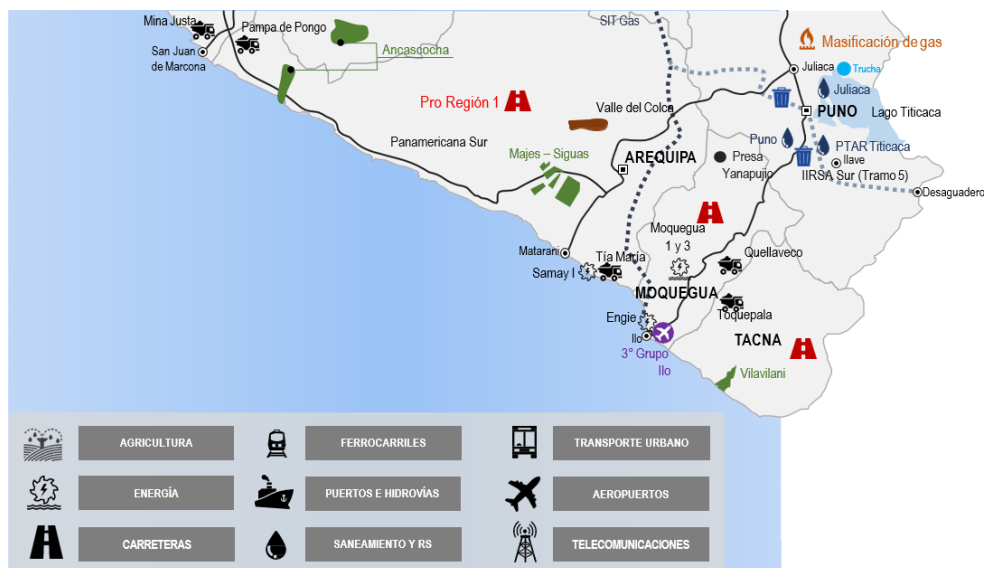 SIT Gas
Mina Justa
Pampa de Pongo
San Juan
de Marcona
Ancascocha
Masificación de gas
Juliaca
Trucha
Juliaca
Pro Región 1
Valle del Colca
PUNO
Lago Titicaca
Panamericana Sur
Puno
PTAR Titicaca
Majes – Siguas
AREQUIPA
Presa
Yanapujio
Ilave
IIRSA Sur (Tramo 5)
Desaguadero
Moquegua
1 y 3
Matarani
Tía María
Quellaveco
Samay I
MOQUEGUA
Toquepala
Engie
Ilo
TACNA
3° Grupo
Ilo
Vilavilani
AGRICULTURA
FERROCARRILES
TRANSPORTE URBANO
ENERGÍA
PUERTOS E HIDROVÍAS
AEROPUERTOS
CARRETERAS
SANEAMIENTO Y RS
TELECOMUNICACIONES